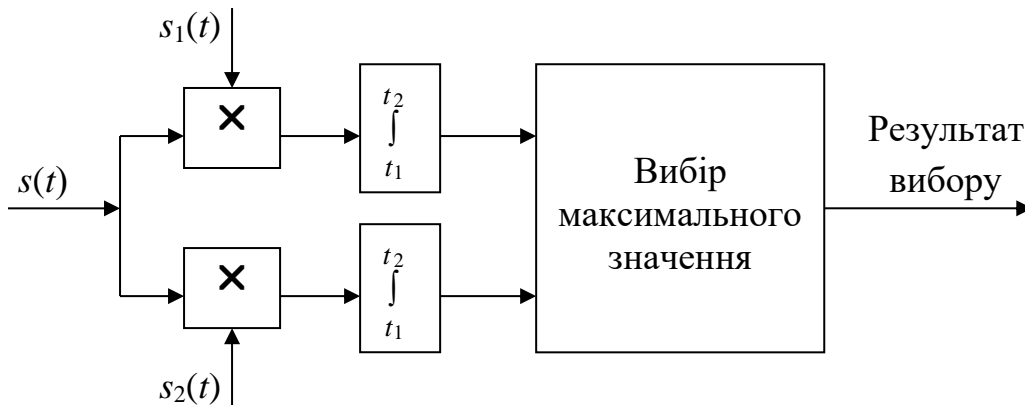 s₁(t)
×
t₂
∫
t₁
s(t)
Вибір
максимального
значення
Результат
вибору
×
t₂
∫
t₁
s₂(t)